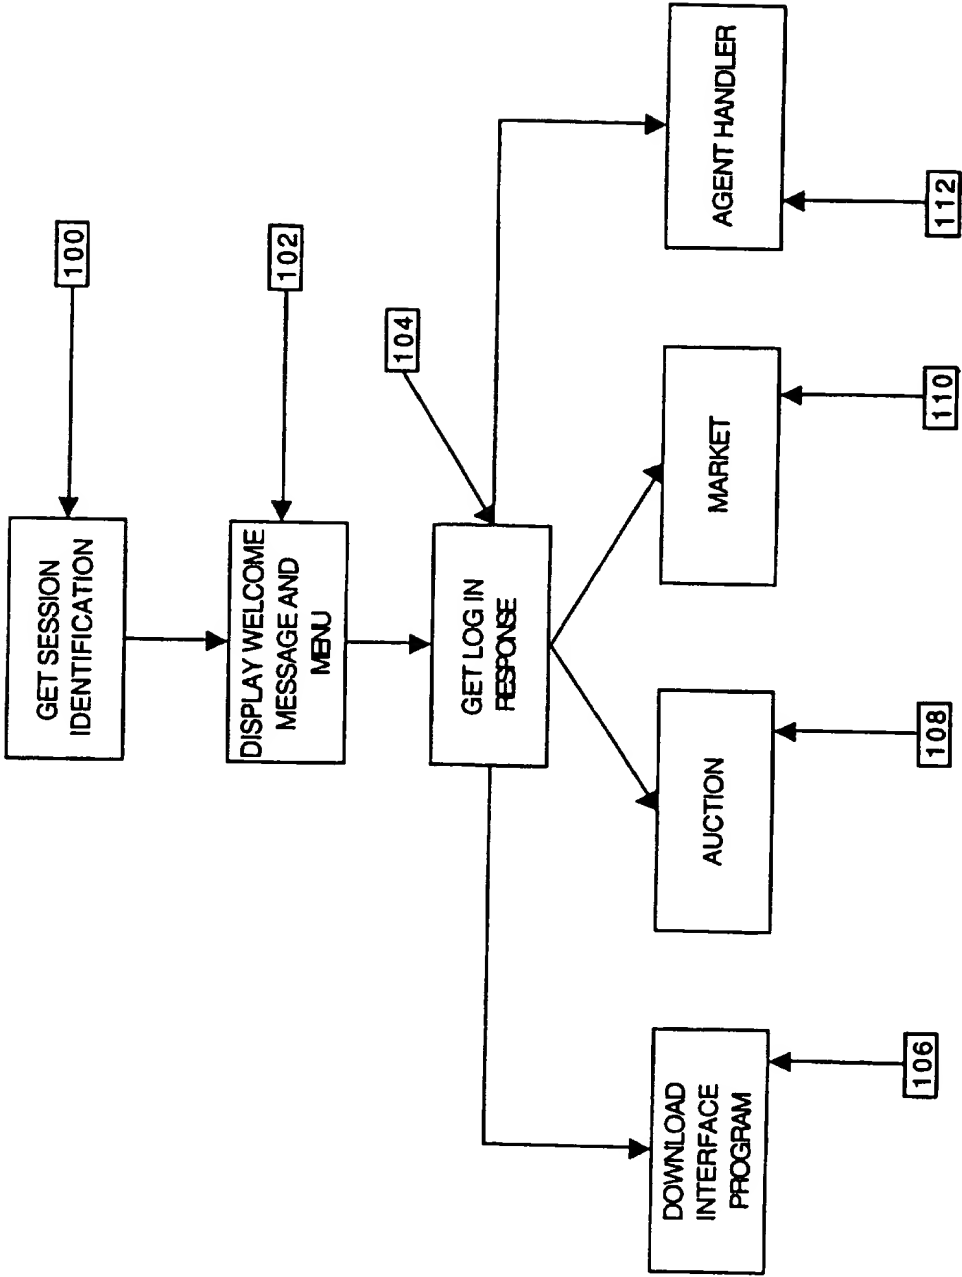 GET SESSION
IDENTIFICATION
100
DISPLAY WELCOME
MESSAGE AND
MENU
102
GET LOG IN
RESPONSE
104
DOWNLOAD
INTERFACE
PROGRAM
106
AUCTION
108
MARKET
110
AGENT HANDLER
112